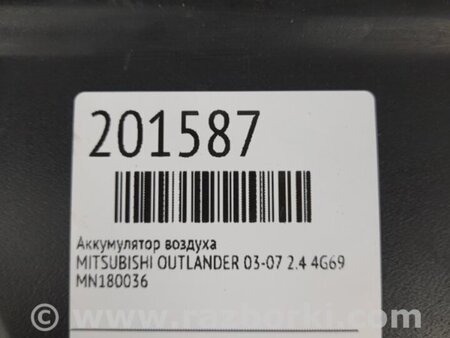 201587
Аккумулятор воздуха
MITSUBISHI OUTLANDER 03-07 2.4 4G69
MN180036
© www.razborki.com